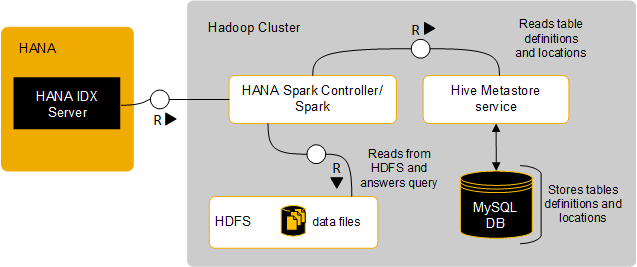 HANA
HANA IDX
Server
R
Hadoop Cluster
R
Reads table
definitions
and locations
HANA Spark Controller/
Spark
Hive Metastore
service
R
Reads from
HDFS and
answers query
HDFS
data files
MySQL
DB
Stores tables
definitions and
locations